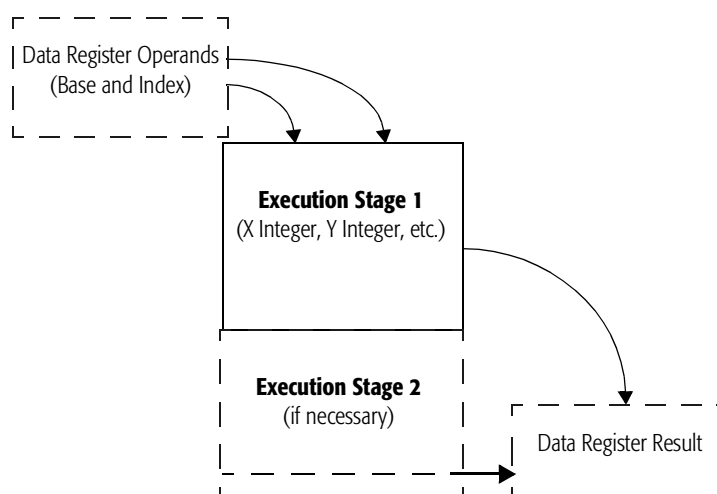 Data Register Operands
(Base and Index)
Execution Stage 1
(X Integer, Y Integer, etc.)
Execution Stage 2
(if necessary)
Data Register Result